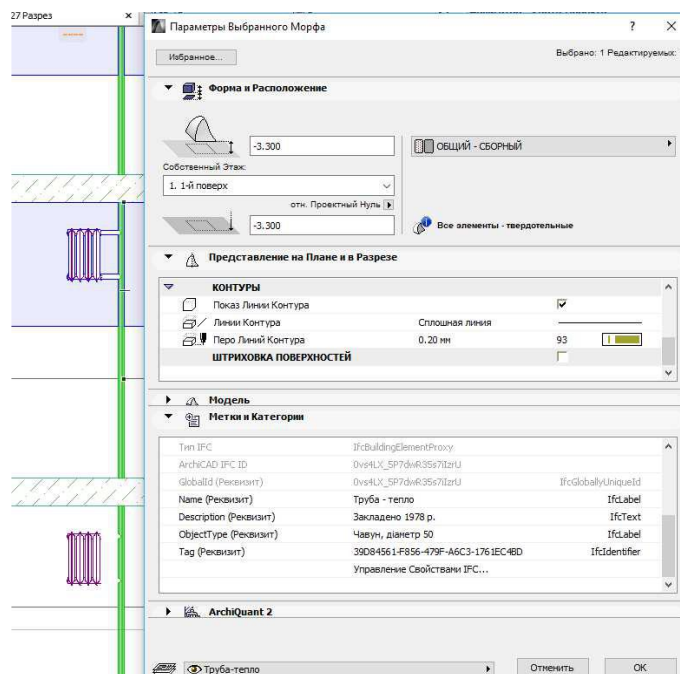 27 Разрез ×
Параметры Выбранного Морфа ? ×
Избранное...
Выбрано: 1 Редактируемых:
Форма и Расположение
-3.300
ОБЩИЙ - СБОРНЫЙ
Собственный Этаж:
1. 1-й поверх
отн. Проектный Нуль
-3.300
Все элементы - твердотельные
Представление на Плане и в Разрезе
КОНТУРЫ
Показ Линии Контура
Линии Контура Сплошная линия
Перо Линий Контура 0.20 мм 93
ШТРИХОВКА ПОВЕРХНОСТЕЙ
Модель
Метки и Категории
Тип IFC IfcBuildingElementProxy
ArchiCAD IFC ID 0vs4LX_5P7dwR35s7iIzrU
GlobalId (Реквизит) 0vs4LX_5P7dwR35s7iIzrU IfcGloballyUniqueId
Name (Реквизит) Труба - тепло IfcLabel
Description (Реквизит) Закладено 1978 р. IfcText
ObjectType (Реквизит) Чавун, діаметр 50 IfcLabel
Tag (Реквизит) 39D84561-F856-479F-A6C3-1761EC4BD IfcIdentifier
Управление Свойствами IFC...
ArchiQuant 2
Труба-тепло
Отменить
OK